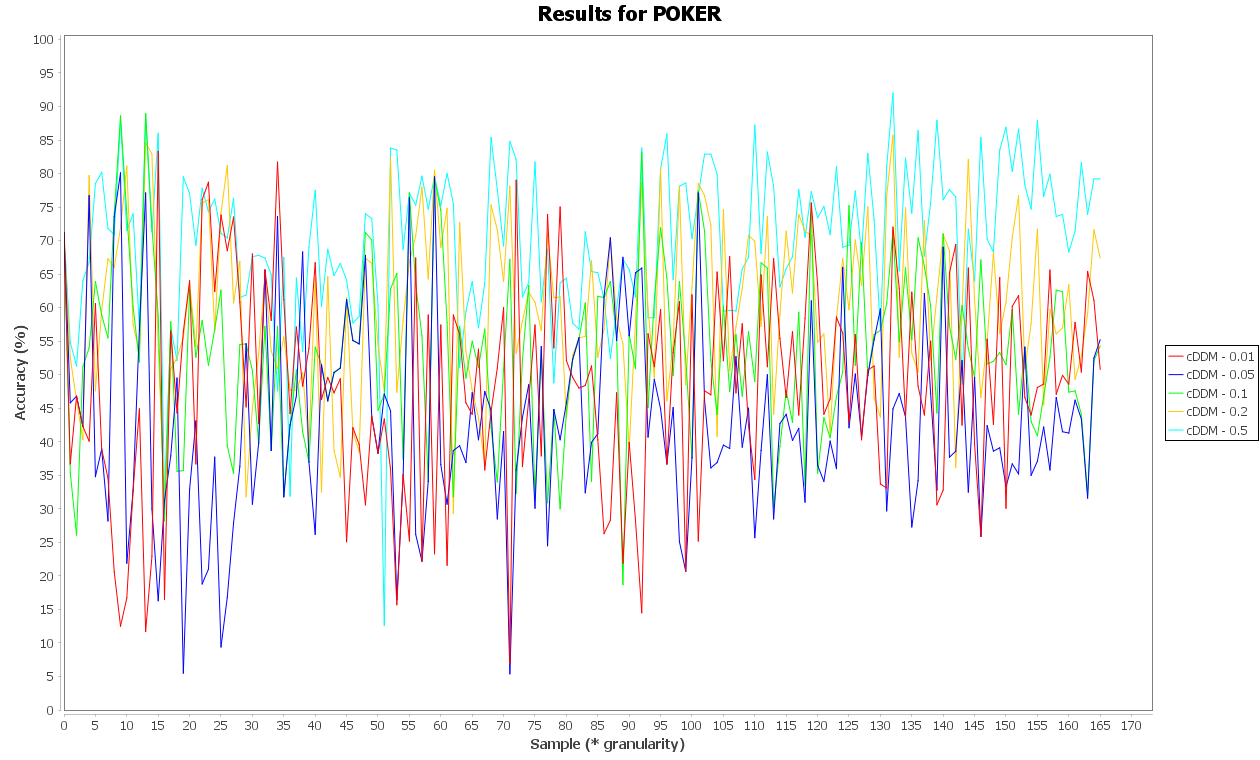 Results for POKER
Accuracy (%)
100
95
90
85
80
75
70
65
60
55
50
45
40
35
30
25
20
15
10
5
0
0 5 10 15 20 25 30 35 40 45 50 55 60 65 70 75 80 85 90 95 100 105 110 115 120 125 130 135 140 145 150 155 160 165 170
Sample (* granularity)
cDDM - 0.01
cDDM - 0.05
cDDM - 0.1
cDDM - 0.2
cDDM - 0.5